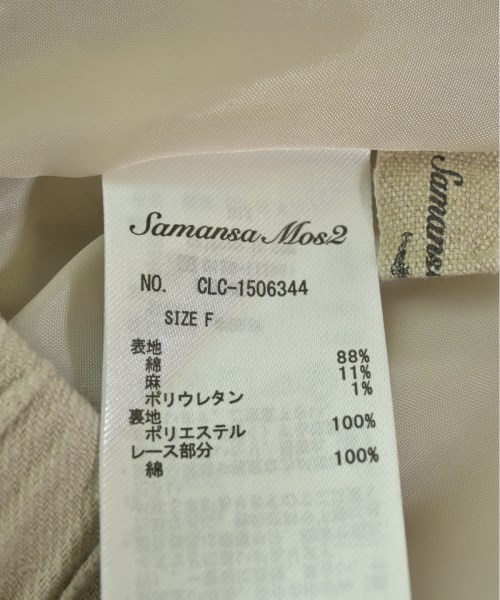 Samansa Mos2
NO. CLC-1506344
SIZE F
表地
綿 88%
麻 11%
ポリウレタン 1%
裏地
ポリエステル 100%
レース部分
綿 100%
Samansa